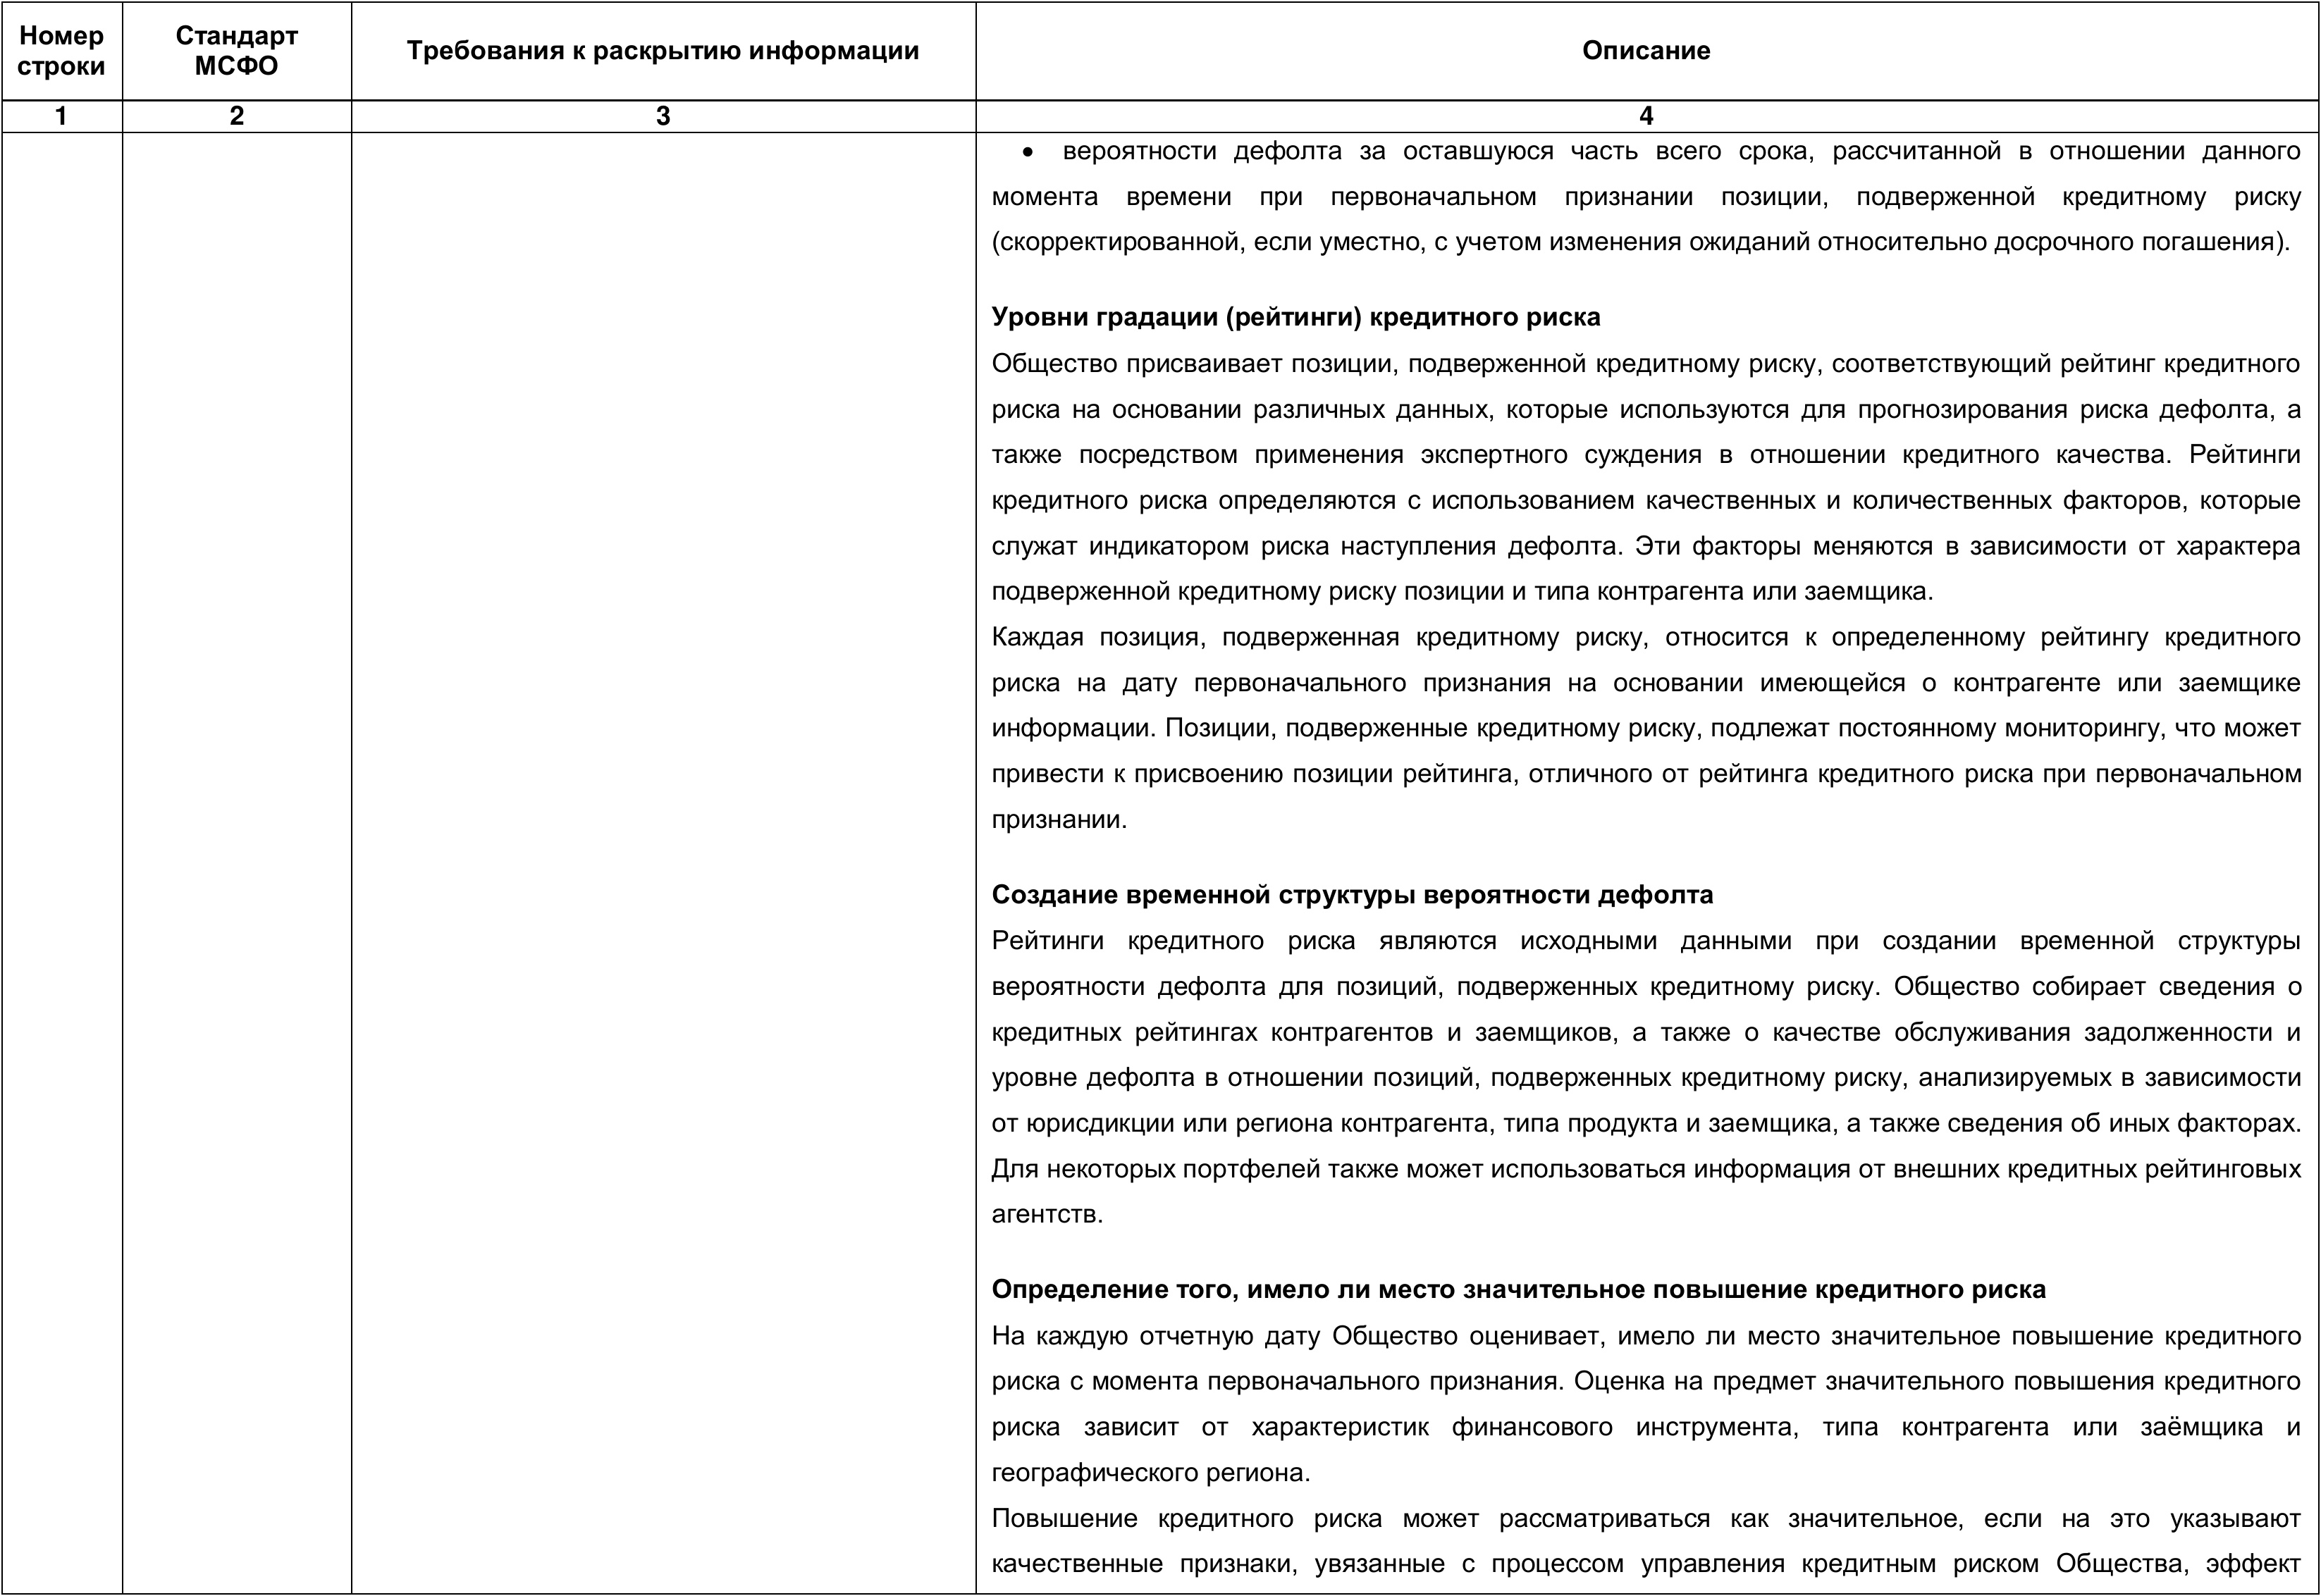 Номер строки
Стандарт МСФО
Требования к раскрытию информации
Описание
1
2
3
4
• вероятности дефолта за оставшуюся часть всего срока, рассчитанной в отношении данного
момента времени при первоначальном признании позиции, подверженной кредитному риску
(скорректированной, если уместно, с учетом изменения ожиданий относительно досрочного погашения).
Уровни градации (рейтинги) кредитного риска
Общество присваивает позиции, подверженной кредитному риску, соответствующий рейтинг кредитного
риска на основании различных данных, которые используются для прогнозирования риска дефолта, а
также посредством применения экспертного суждения в отношении кредитного качества. Рейтинги
кредитного риска определяются с использованием качественных и количественных факторов, которые
служат индикатором риска наступления дефолта. Эти факторы меняются в зависимости от характера
подверженной кредитному риску позиции и типа контрагента или заемщика.
Каждая позиция, подверженная кредитному риску, относится к определенному рейтингу кредитного
риска на дату первоначального признания на основании имеющейся о контрагенте или заемщике
информации. Позиции, подверженные кредитному риску, подлежат постоянному мониторингу, что может
привести к присвоению позиции рейтинга, отличного от рейтинга кредитного риска при первоначальном
признании.
Создание временной структуры вероятности дефолта
Рейтинги кредитного риска являются исходными данными при создании временной структуры
вероятности дефолта для позиций, подверженных кредитному риску. Общество собирает сведения о
кредитных рейтингах контрагентов и заемщиков, а также о качестве обслуживания задолженности и
уровне дефолта в отношении позиций, подверженных кредитному риску, анализируемых в зависимости
от юрисдикции или региона контрагента, типа продукта и заемщика, а также сведения об иных факторах.
Для некоторых портфелей также может использоваться информация от внешних кредитных рейтинговых
агентств.
Определение того, имело ли место значительное повышение кредитного риска
На каждую отчетную дату Общество оценивает, имело ли место значительное повышение кредитного
риска с момента первоначального признания. Оценка на предмет значительного повышения кредитного
риска зависит от характеристик финансового инструмента, типа контрагента или заёмщика и
географического региона.
Повышение кредитного риска может рассматриваться как значительное, если на это указывают
качественные признаки, увязанные с процессом управления кредитным риском Общества, эффект